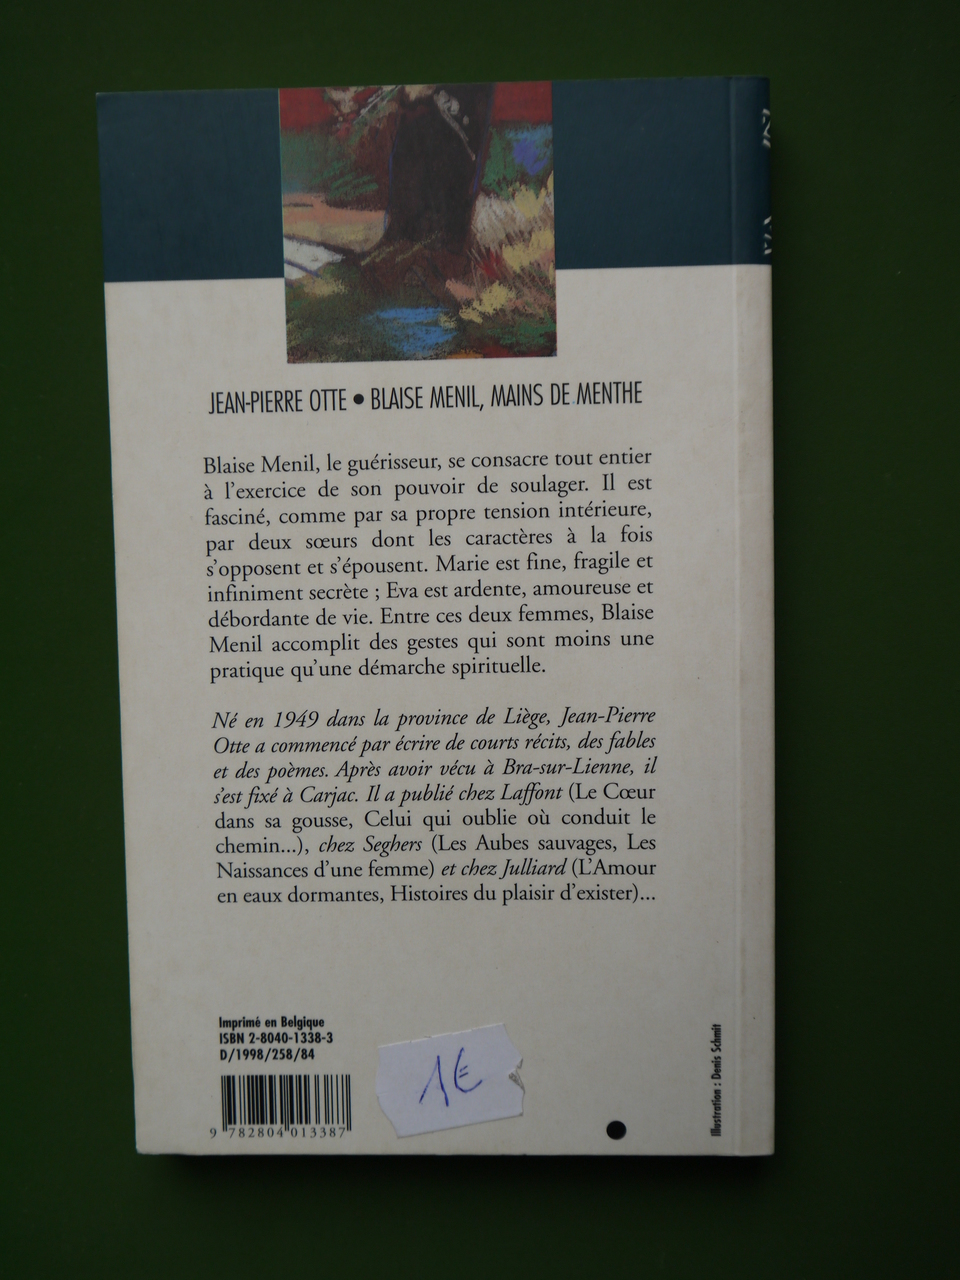 JEAN-PIERRE OTTE • BLAISE MENIL, MAINS DE MENTHE
Blaise Menil, le guérisseur, se consacre tout entier
à l'exercice de son pouvoir de soulager. Il est
fasciné, comme par sa propre tension intérieure,
par deux sœurs dont les caractères à la fois
s'opposent et s'épousent. Marie est fine, fragile et
infiniment secrète ; Eva est ardente, amoureuse et
débordante de vie. Entre ces deux femmes, Blaise
Menil accomplit des gestes qui sont moins une
pratique qu'une démarche spirituelle.
Né en 1949 dans la province de Liège, Jean-Pierre
Otte a commencé par écrire de courts récits, des fables
et des poèmes. Après avoir vécu à Bra-sur-Lienne, il
s'est fixé à Carjac. Il a publié chez Laffont (Le Cœur
dans sa gousse, Celui qui oublie où conduit le
chemin...), chez Seghers (Les Aubes sauvages, Les
Naissances d'une femme) et chez Julliard (L'Amour
en eaux dormantes, Histoires du plaisir d'exister)...
Imprimé en Belgique
ISBN 2-8040-1338-3
D/1998/258/84
9 782804 013387
1€
Illustration : Denis Schmit